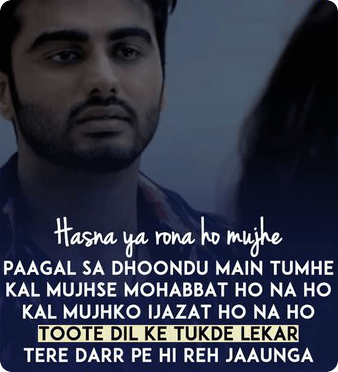 Hasna ya rona ho mujhe
PAAGAL SA DHOONDU MAIN TUMHE
KAL MUJHSE MOHABBAT HO NA HO
KAL MUJHKO IJAZAT HO NA HO
TOOTE DIL KE TUKDE LEKAR
TERE DARR PE HI REH JAAUNGA